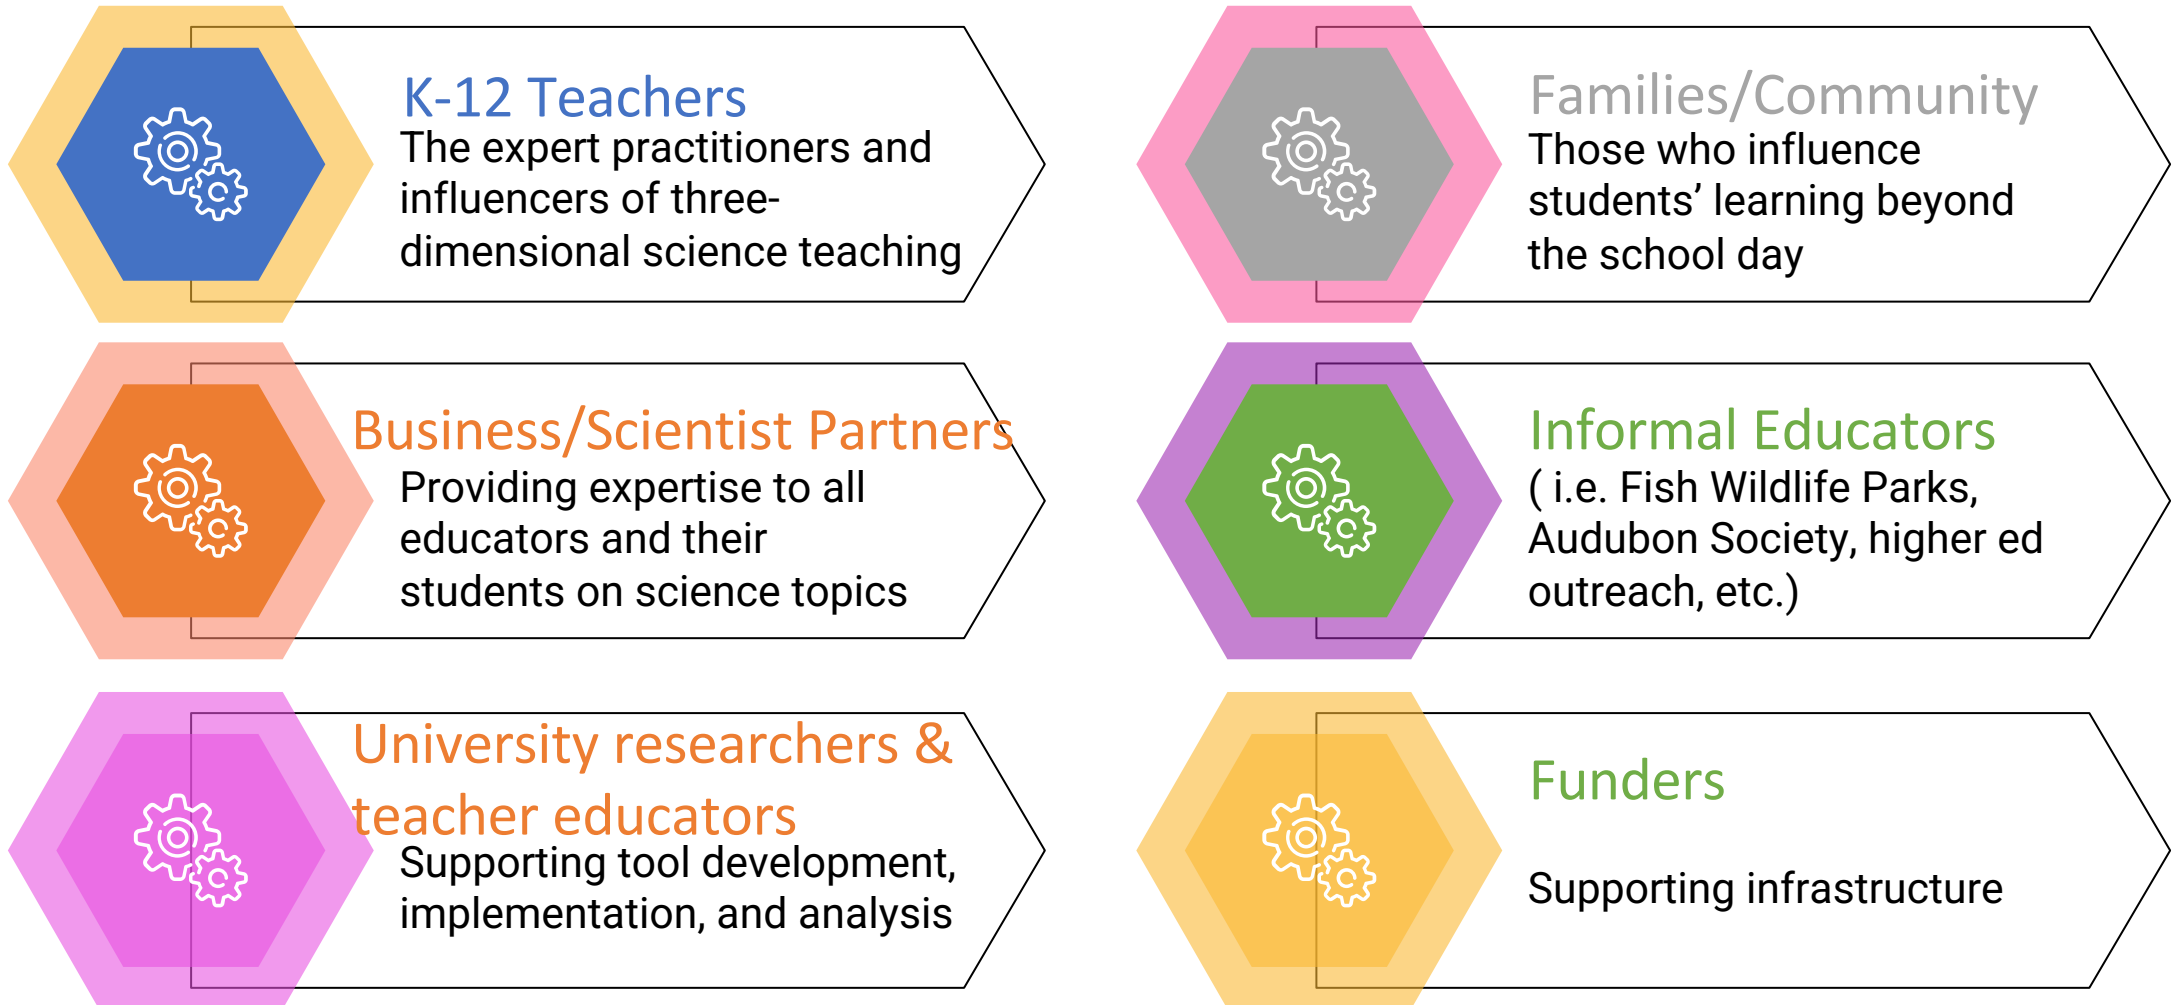 K-12 Teachers
The expert practitioners and
influencers of three-
dimensional science teaching
Families/Community
Those who influence
students’ learning beyond
the school day
Business/Scientist Partners
Providing expertise to all
educators and their
students on science topics
Informal Educators
( i.e. Fish Wildlife Parks,
Audubon Society, higher ed
outreach, etc.)
University researchers &
teacher educators
Supporting tool development,
implementation, and analysis
Funders
Supporting infrastructure